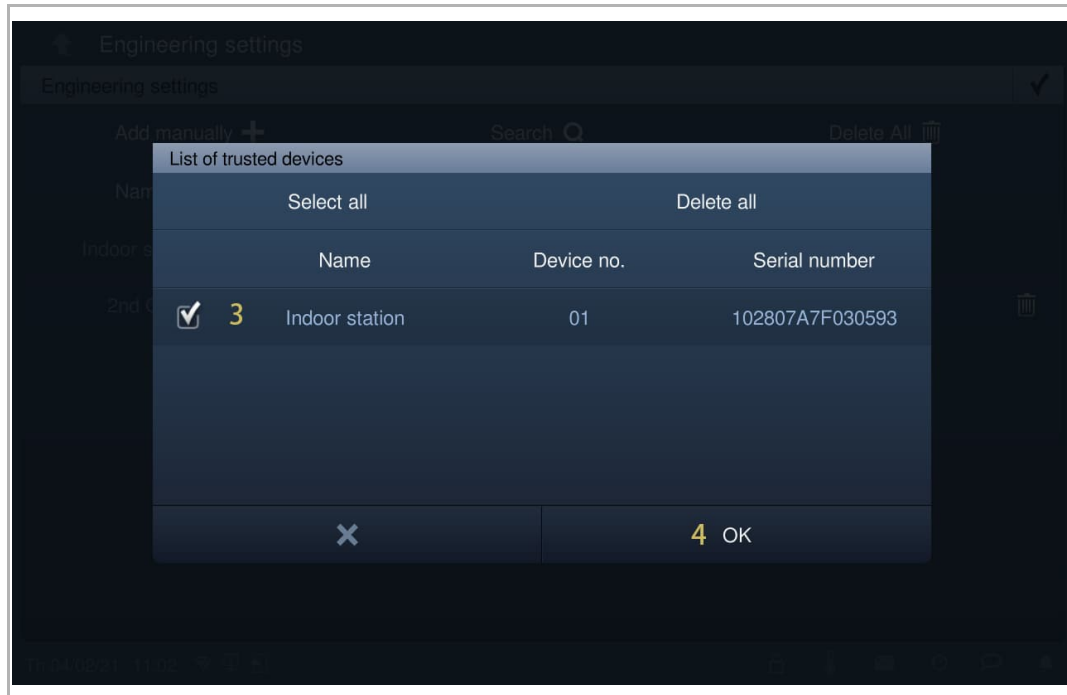 Engineering settings
Engineering settings
Add manually Search Delete All
List of trusted devices
Select all Delete all
Name Device no. Serial number
3 Indoor station 01 102807A7F030593
2nd
4 OK